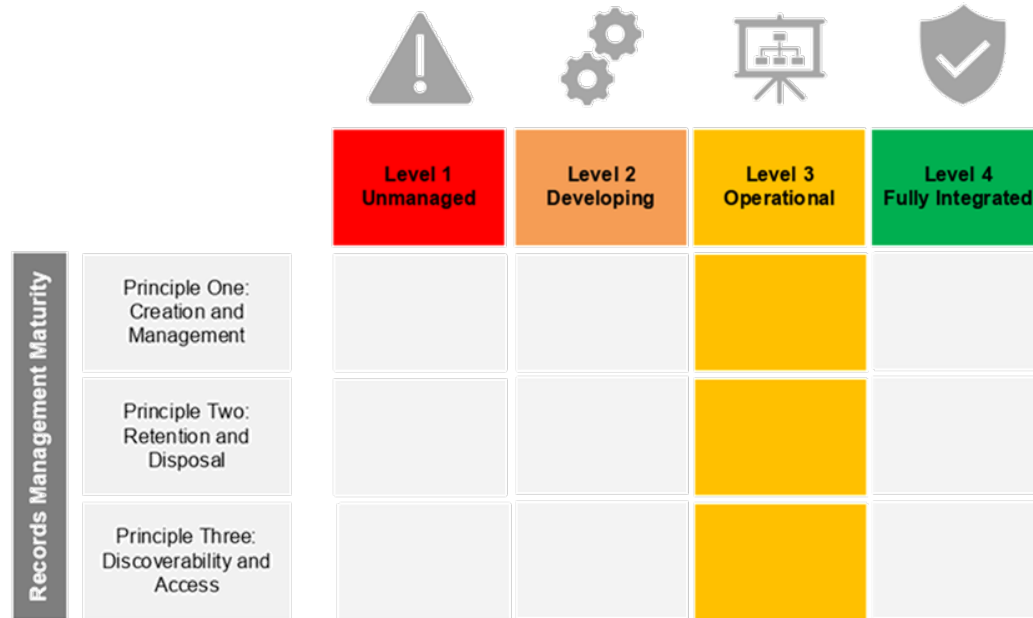 Level 1
Unmanaged
Level 2
Developing
Level 3
Operational
Level 4
Fully Integrated
Records Management Maturity
Principle One:
Creation and
Management
Principle Two:
Retention and
Disposal
Principle Three:
Discoverability and
Access